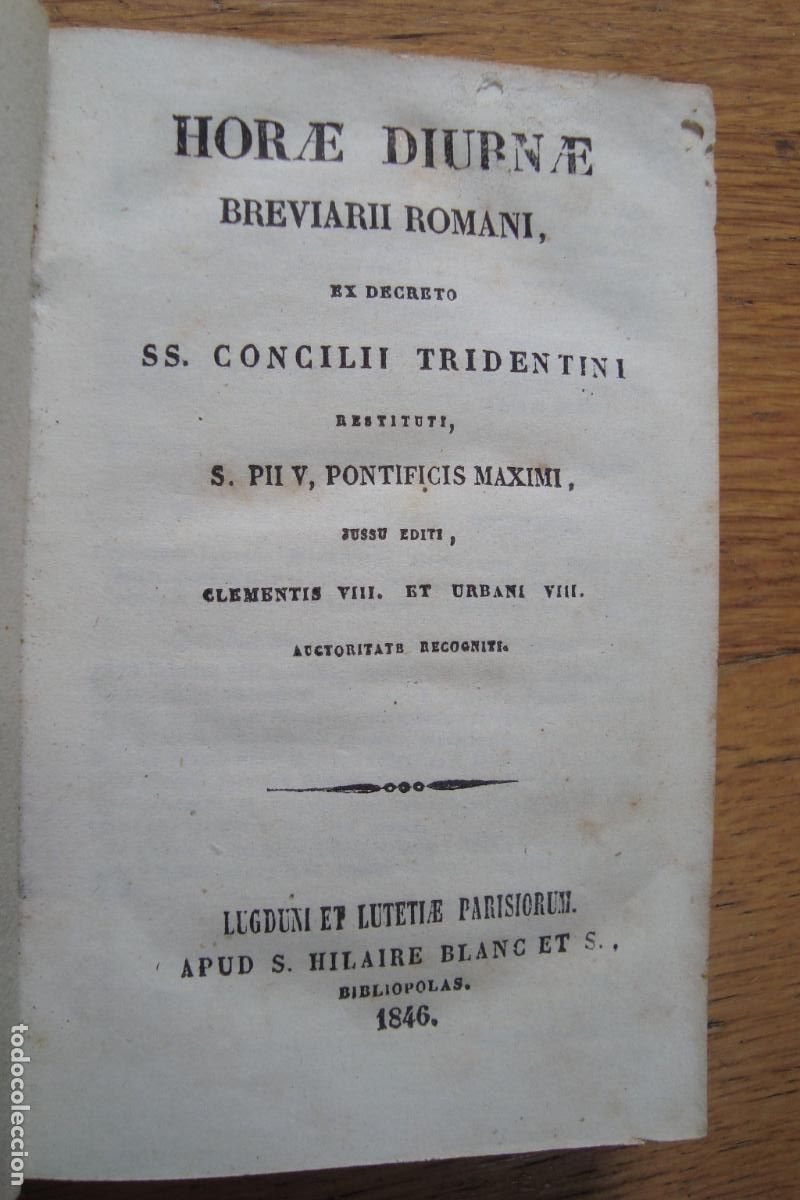 HORÆ DIURNÆ
BREVIARII ROMANI,
EX DECRETO
SS. CONCILII TRIDENTINI
RESTITUTI,
S. PII V, PONTIFICIS MAXIMI,
JUSSU EDITI,
CLEMENTIS VIII. ET URBANI VIII.
AUCTORITATE RECOGNITI.
LUGDUNI ET LUTETIÆ PARISIORUM.
APUD S. HILAIRE BLANC ET S.,
BIBLIOPOLAS.
1846.
todocoleccion